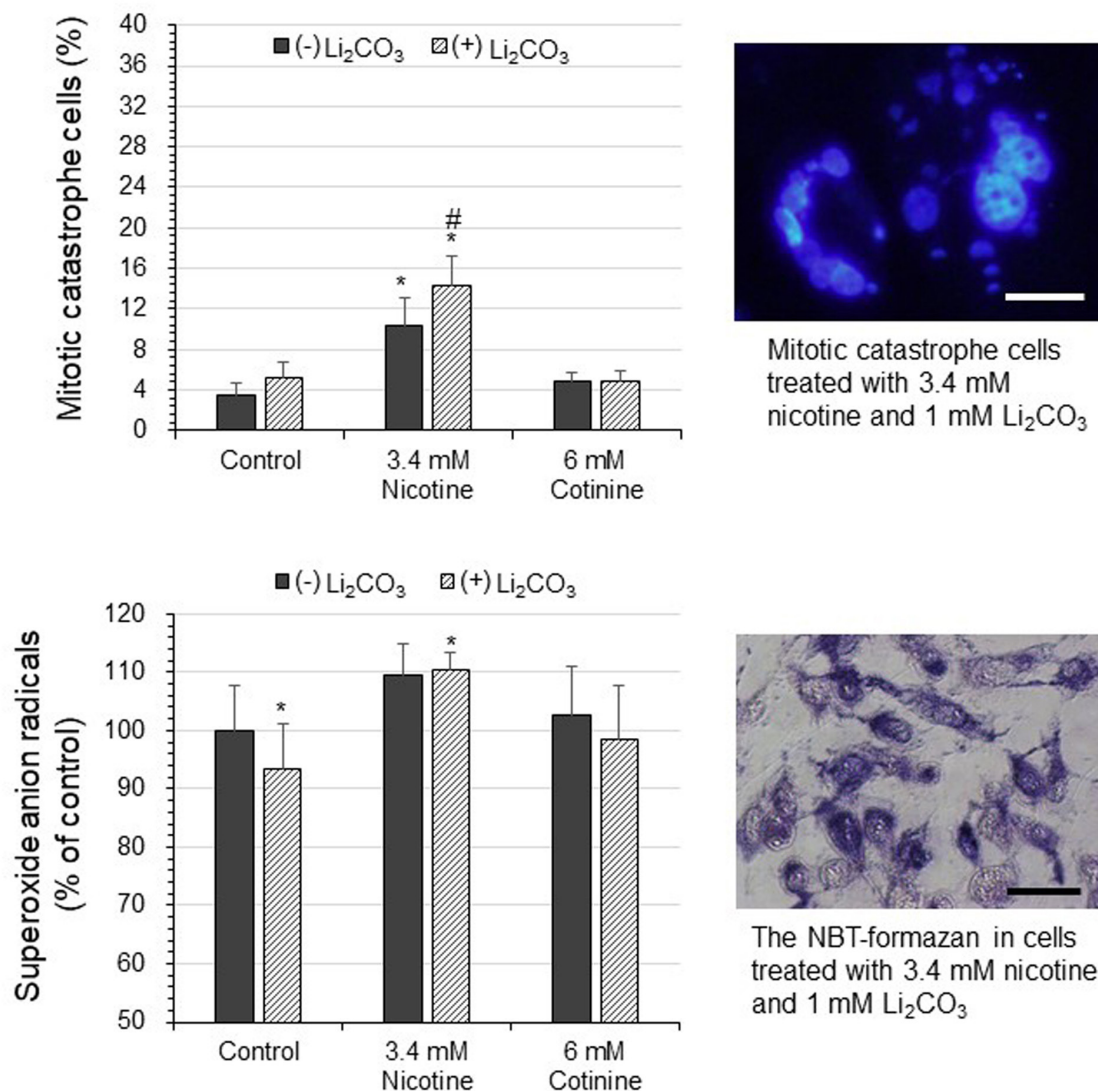 Mitotic catastrophe cells (%)
40
36
32
28
24
20
16
12
8
4
0
(-) Li₂CO₃ (+) Li₂CO₃
*
#
*
Control 3.4 mM 6 mM
Nicotine Cotinine
Mitotic catastrophe cells
treated with 3.4 mM
nicotine and 1 mM Li₂CO₃
Superoxide anion radicals
(% of control)
(-) Li₂CO₃ (+) Li₂CO₃
120
110
100
90
80
70
60
50
*
*
Control 3.4 mM 6 mM
Nicotine Cotinine
The NBT-formazan in cells
treated with 3.4 mM nicotine
and 1 mM Li₂CO₃